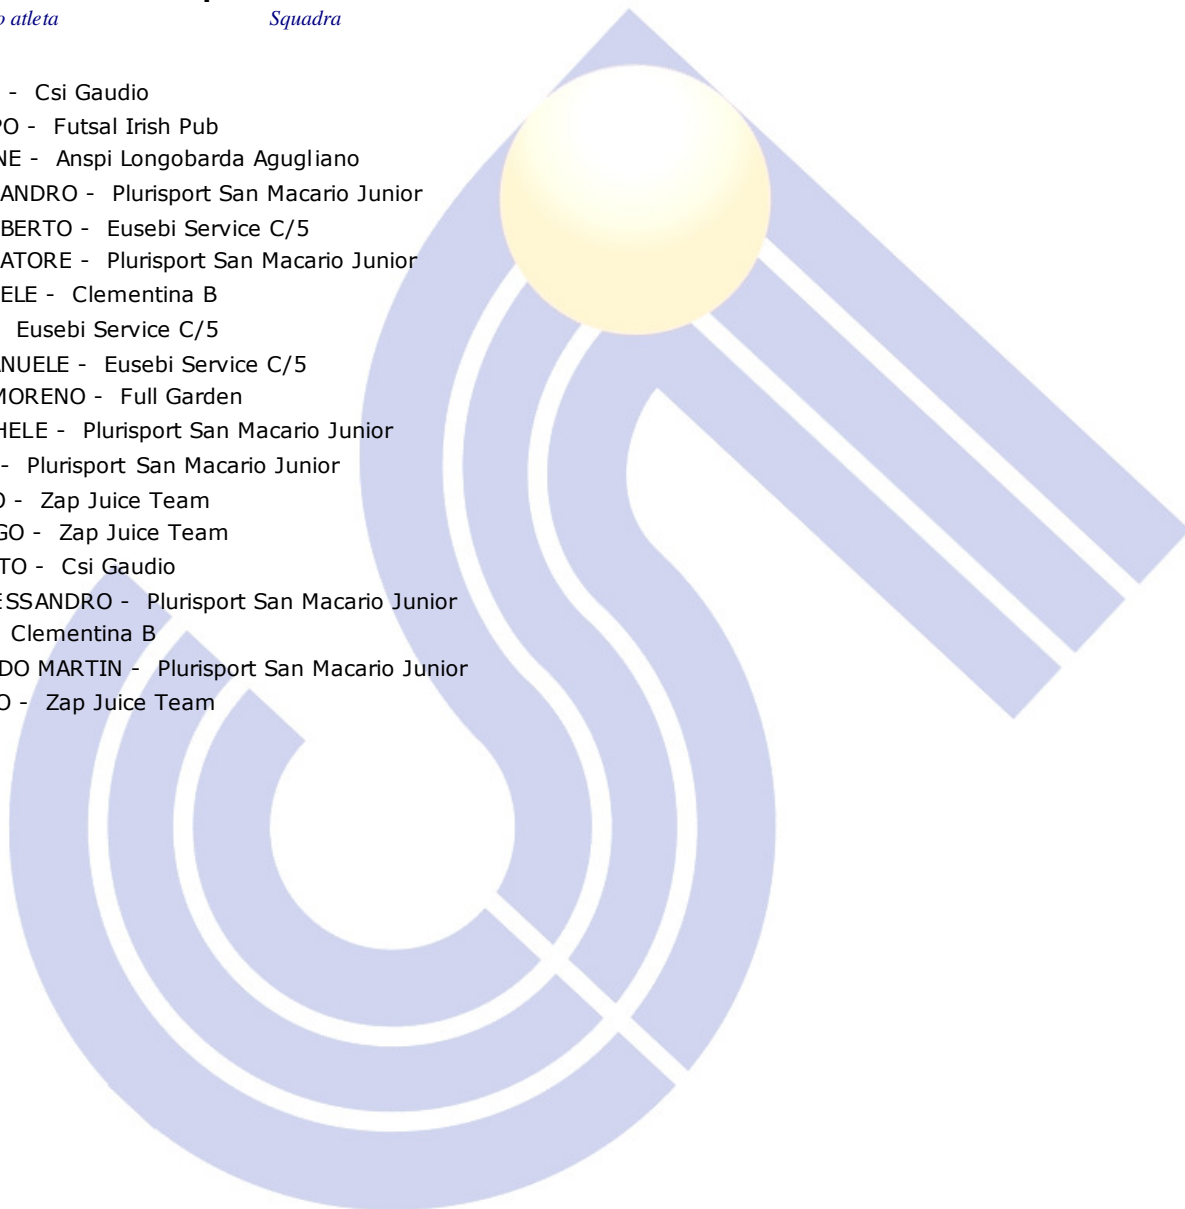 o atleta Squadra
- Csi Gaudio
PO - Futsal Irish Pub
NE - Anspi Longobarda Agugliano
ANDRO - Plurisport San Macario Junior
BERTO - Eusebi Service C/5
ATORE - Plurisport San Macario Junior
ELE - Clementina B
Eusebi Service C/5
NUELE - Eusebi Service C/5
MORENO - Full Garden
HELE - Plurisport San Macario Junior
- Plurisport San Macario Junior
O - Zap Juice Team
GO - Zap Juice Team
TO - Csi Gaudio
ESSANDRO - Plurisport San Macario Junior
Clementina B
DO MARTIN - Plurisport San Macario Junior
O - Zap Juice Team